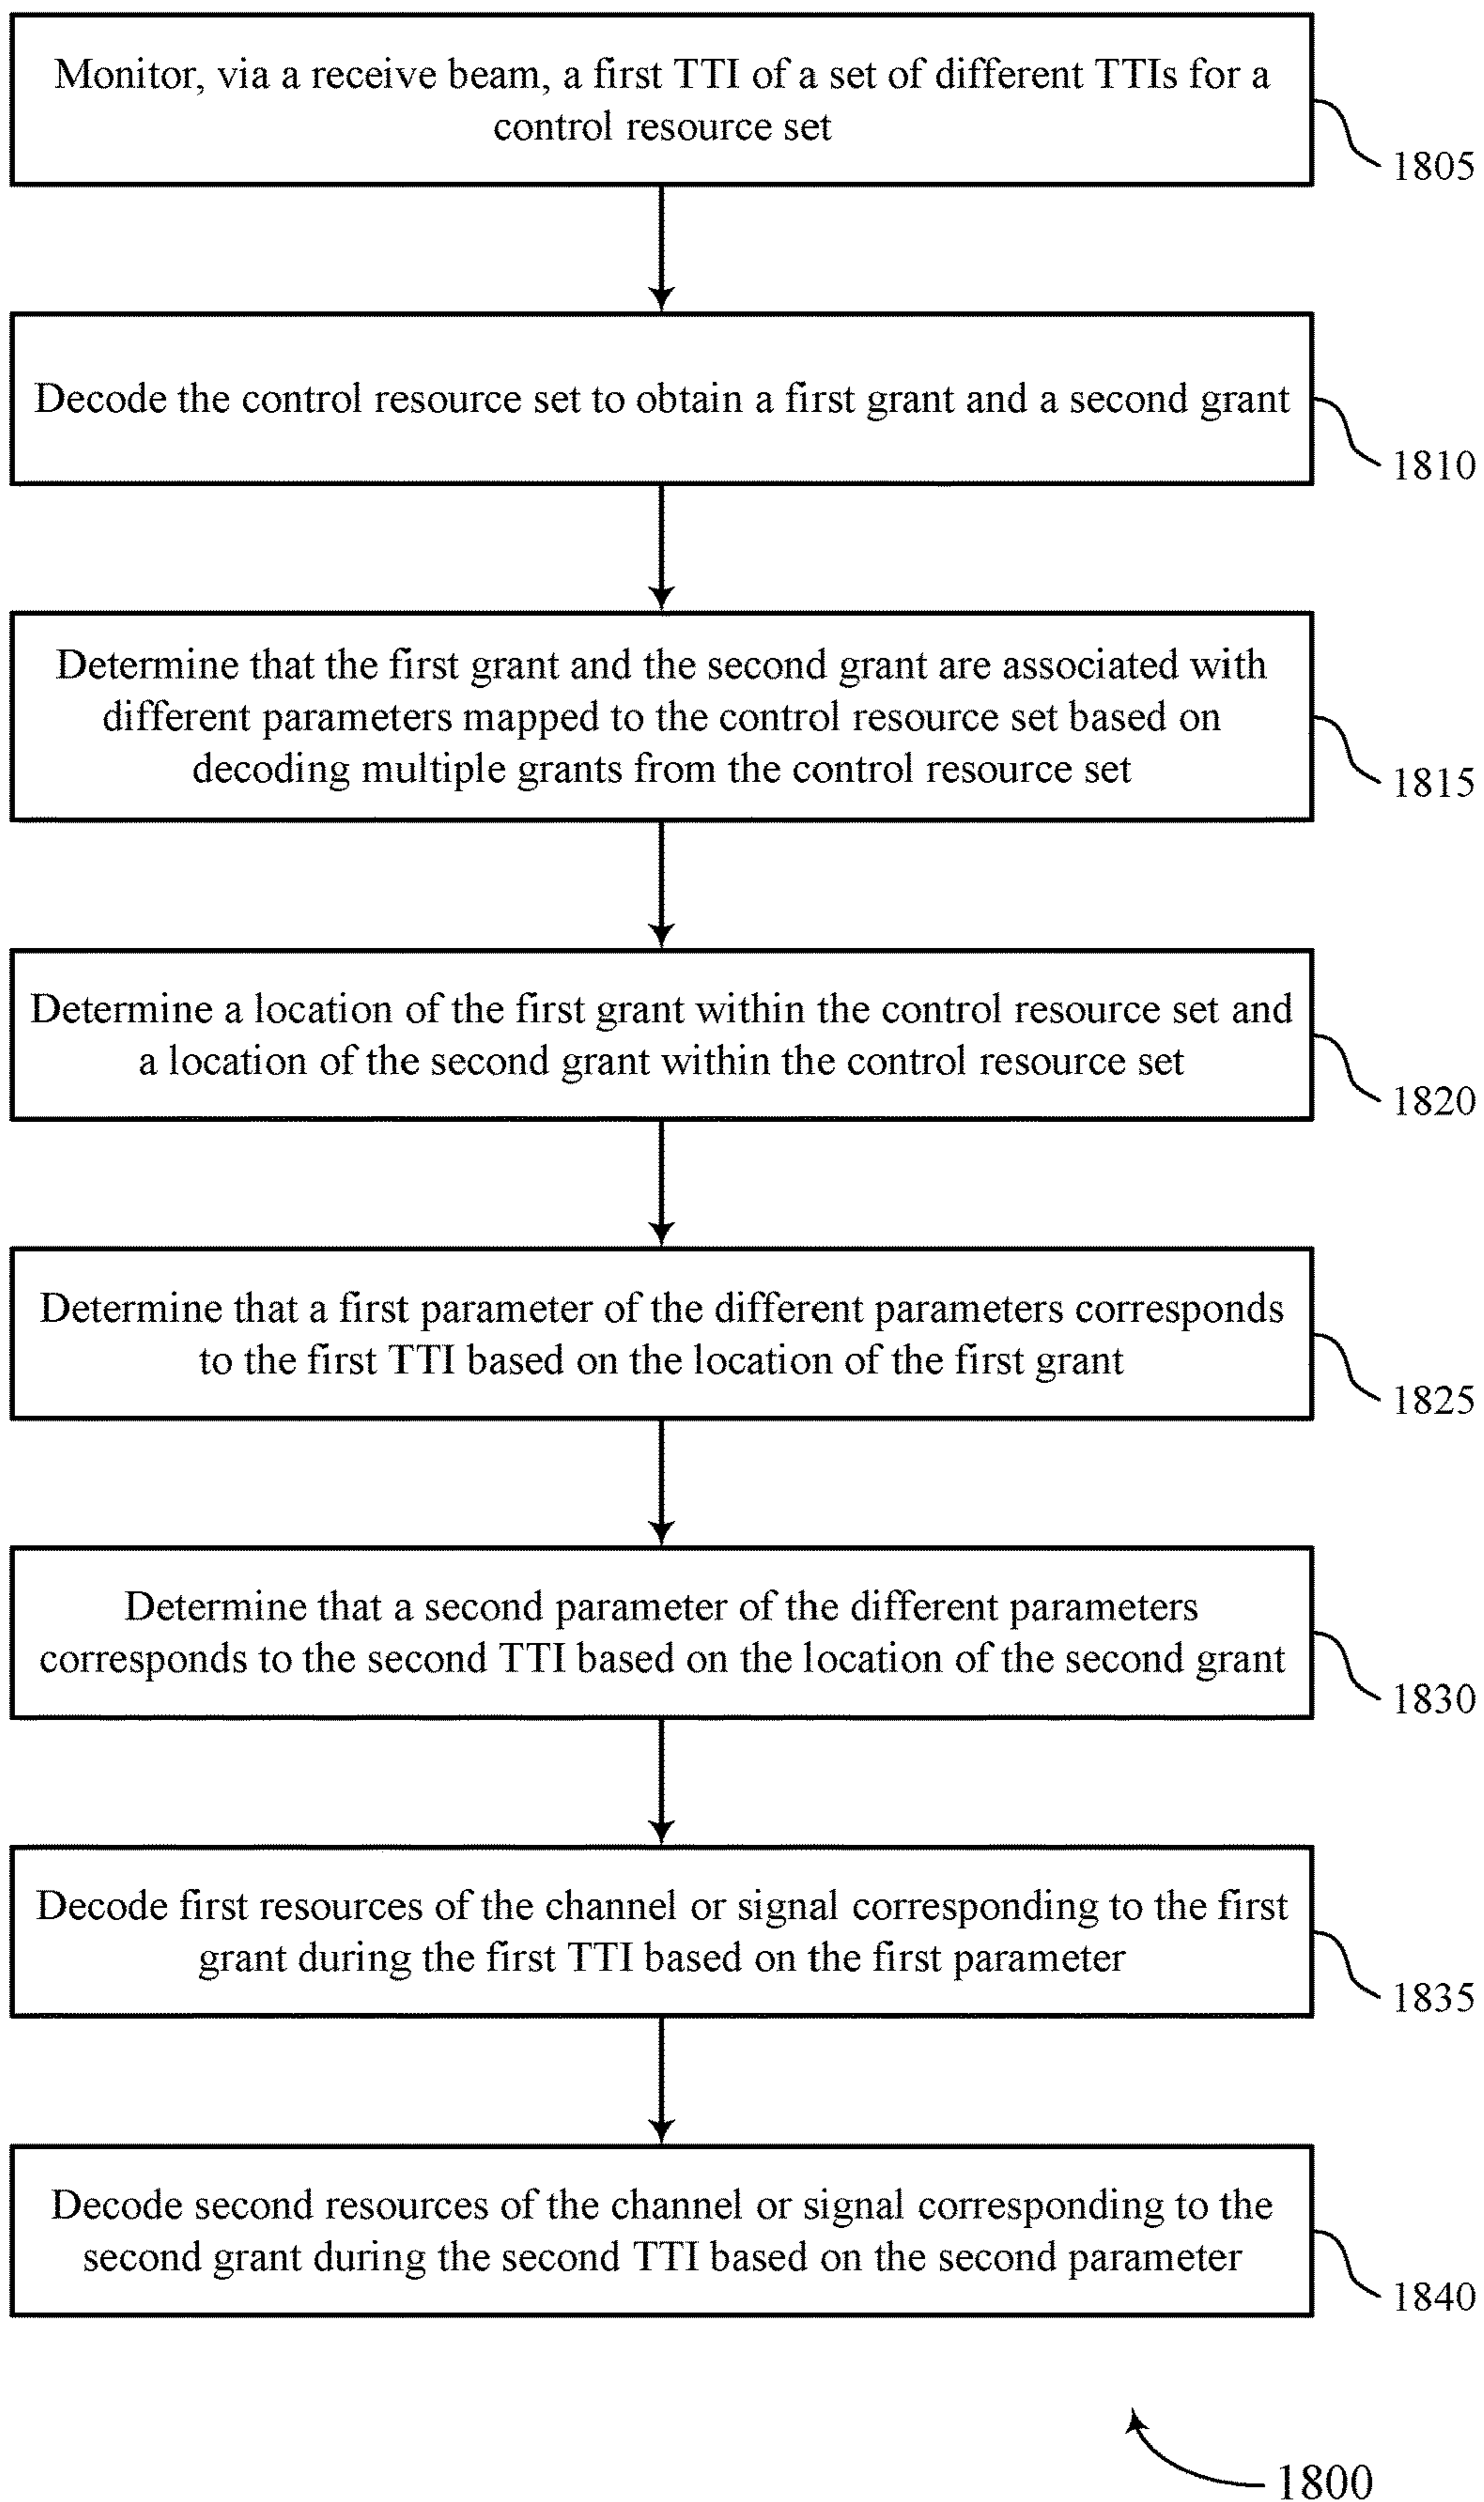 Monitor, via a receive beam, a first TTI of a set of different TTIs for a
control resource set
1805
Decode the control resource set to obtain a first grant and a second grant
1810
Determine that the first grant and the second grant are associated with
different parameters mapped to the control resource set based on
decoding multiple grants from the control resource set
1815
Determine a location of the first grant within the control resource set and
a location of the second grant within the control resource set
1820
Determine that a first parameter of the different parameters corresponds
to the first TTI based on the location of the first grant
1825
Determine that a second parameter of the different parameters
corresponds to the second TTI based on the location of the second grant
1830
Decode first resources of the channel or signal corresponding to the first
grant during the first TTI based on the first parameter
1835
Decode second resources of the channel or signal corresponding to the
second grant during the second TTI based on the second parameter
1840
1800